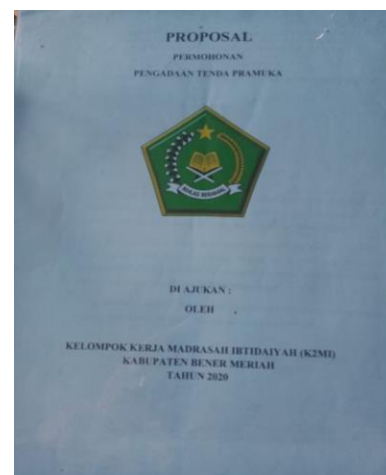 PROPOSAL
PERMOHONAN
PENGADAAN TENDA PRAMUKA
IKHLAS BERAMAL
DI AJUKAN :
OLEH
KELOMPOK KERJA MADRASAH IBTIDAIYAH (K2MI)
KABUPATEN BENER MERIAH
TAHUN 2020